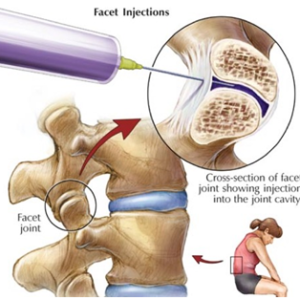 Facet Injections
Cross-section of face
joint showing injection
into the joint cavity
Facet
joint